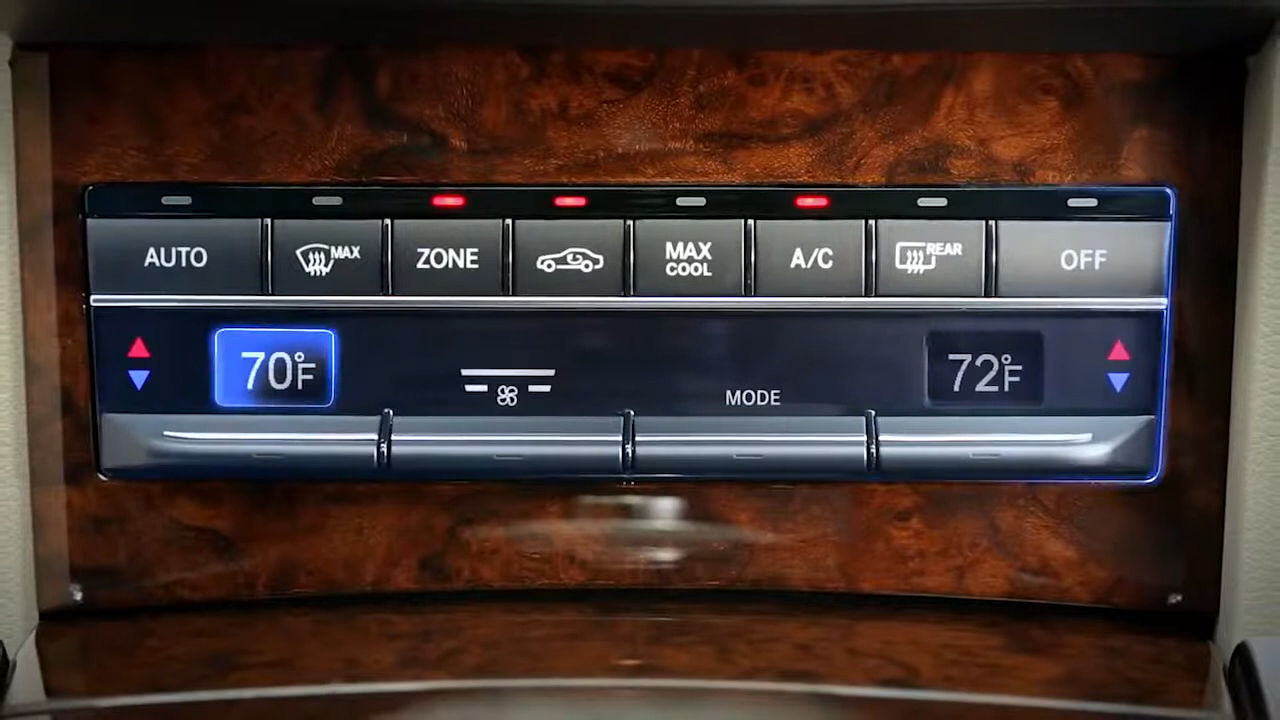 AUTO
MAX
ZONE
MAX
COOL
A/C
REAR
OFF
70°F
MODE
72°F